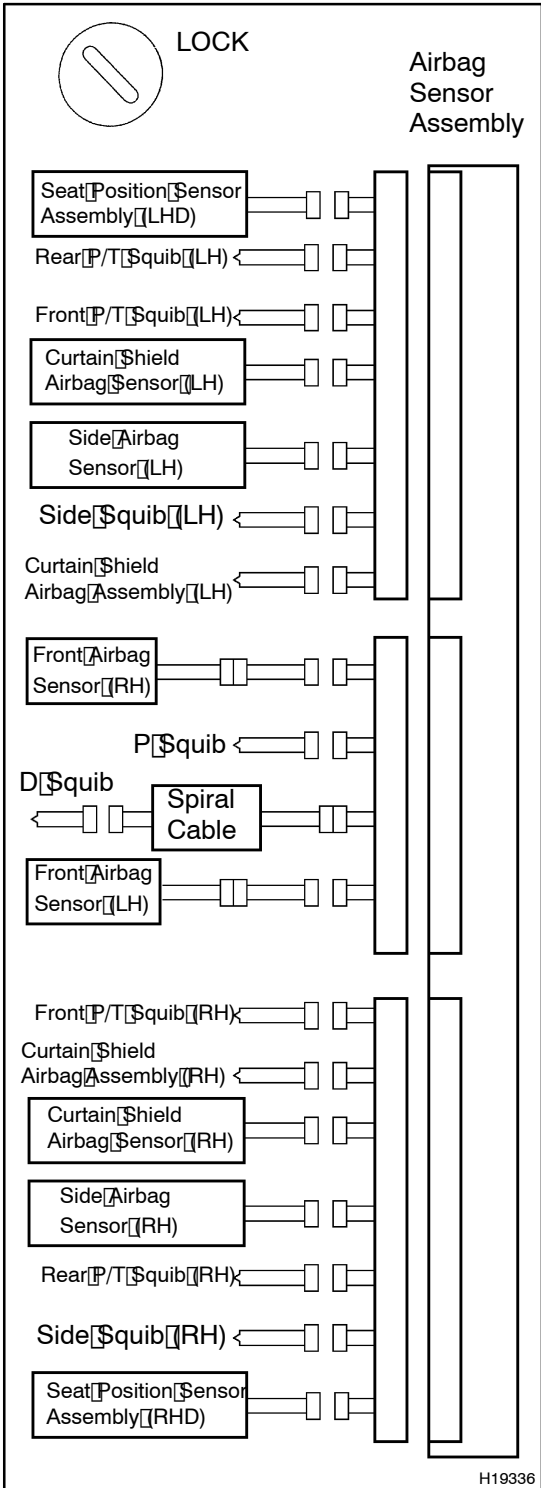 LOCK
Airbag
Sensor
Assembly
Seat Position Sensor
Assembly (LHD)
Rear P/T Squib (LH)
Front P/T Squib (LH)
Curtain Shield
Airbag Sensor (LH)
Side Airbag
Sensor (LH)
Side Squib (LH)
Curtain Shield
Airbag Assembly (LH)
Front Airbag
Sensor (RH)
P Squib
D Squib
Spiral
Cable
Front Airbag
Sensor (LH)
Front P/T Squib (RH)
Curtain Shield
Airbag Assembly (RH)
Curtain Shield
Airbag Sensor (RH)
Side Airbag
Sensor (RH)
Rear P/T Squib (RH)
Side Squib (RH)
Seat Position Sensor
Assembly (RHD)
H19336